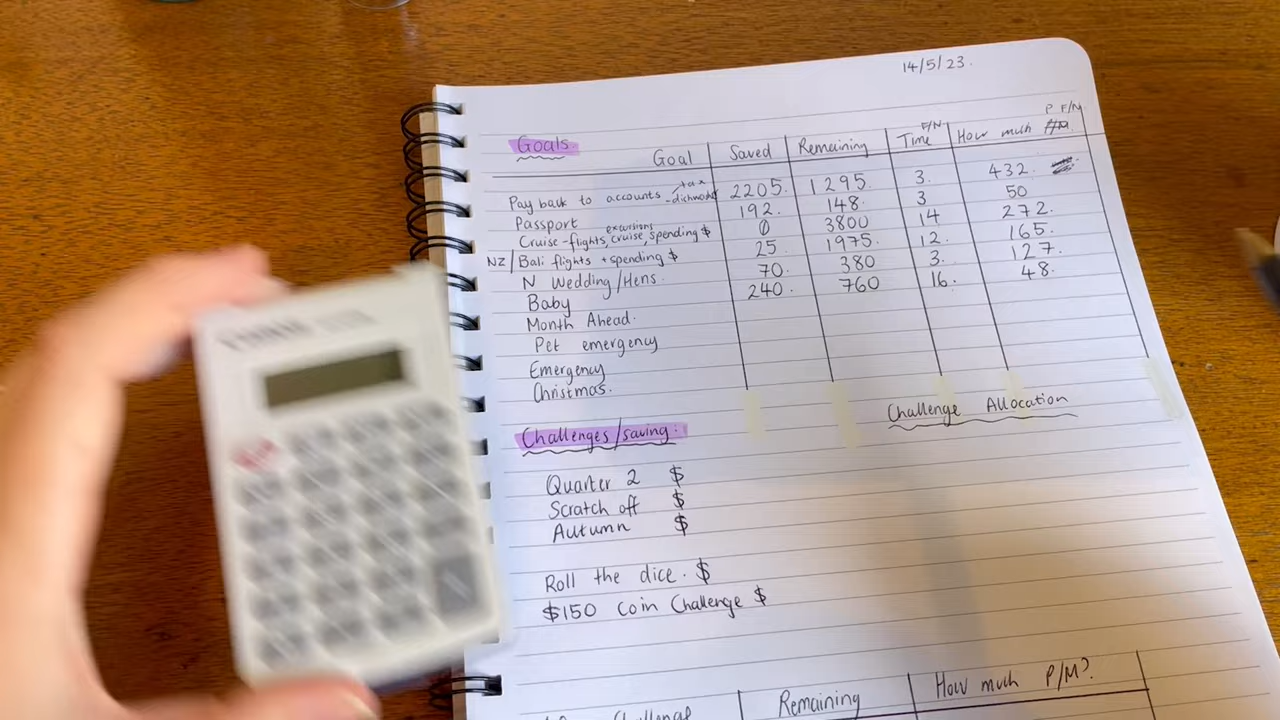 14/5/23.
Goals
Goal Saved Remaining Time F/N How much P F/N
Pay back to accounts - tax - dichmond 2205. 1295. 3. 432.
Passport 192. 148. 3 50
Cruise-flights, cruise, excursions spending $ 0 3800 14 272.
NZ/Bali flights + spending $ 25 1975. 12. 165.
N Wedding/Hens. 70. 380 3. 127.
Baby 240. 760 16. 48.
Month Ahead.
Pet emergency
Emergency
Christmas.
Challenges/saving. Challenge Allocation
Quarter 2 $
Scratch off $
Autumn $
Roll the dice. $
$150 Coin Challenge $
Challenge Remaining How much P/M?